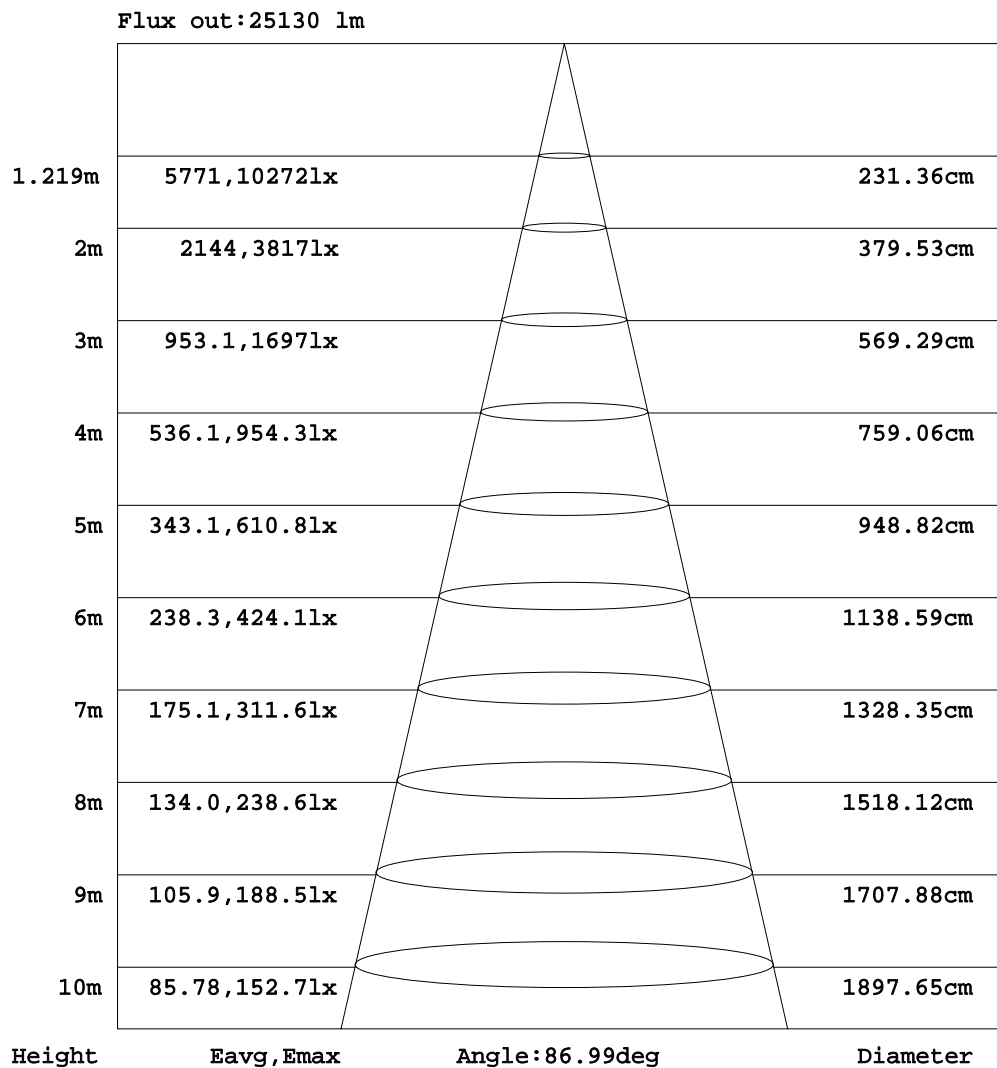 Flux out:25130 lm
1.219m 5771,10272lx 231.36cm
2m 2144,3817lx 379.53cm
3m 953.1,1697lx 569.29cm
4m 536.1,954.3lx 759.06cm
5m 343.1,610.8lx 948.82cm
6m 238.3,424.1lx 1138.59cm
7m 175.1,311.6lx 1328.35cm
8m 134.0,238.6lx 1518.12cm
9m 105.9,188.5lx 1707.88cm
10m 85.78,152.7lx 1897.65cm
Height Eavg,Emax Angle:86.99deg Diameter